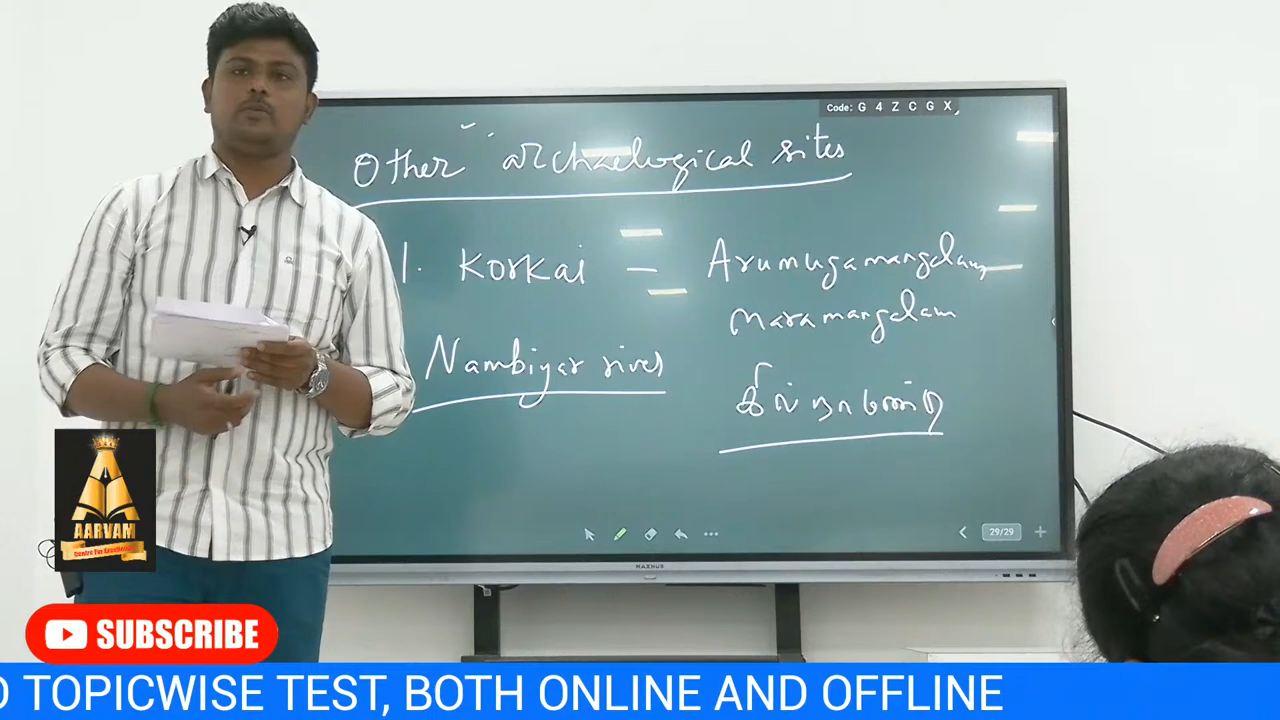 Code: G 4 Z C G X
Other archaelogical sites
1. Korkai – Arumugamangalam,
Maramangalam
Nambiyar river
29/29
MAXHUB
AARVAM
Centre For Excellence
SUBSCRIBE
TOPICWISE TEST, BOTH ONLINE AND OFFLINE